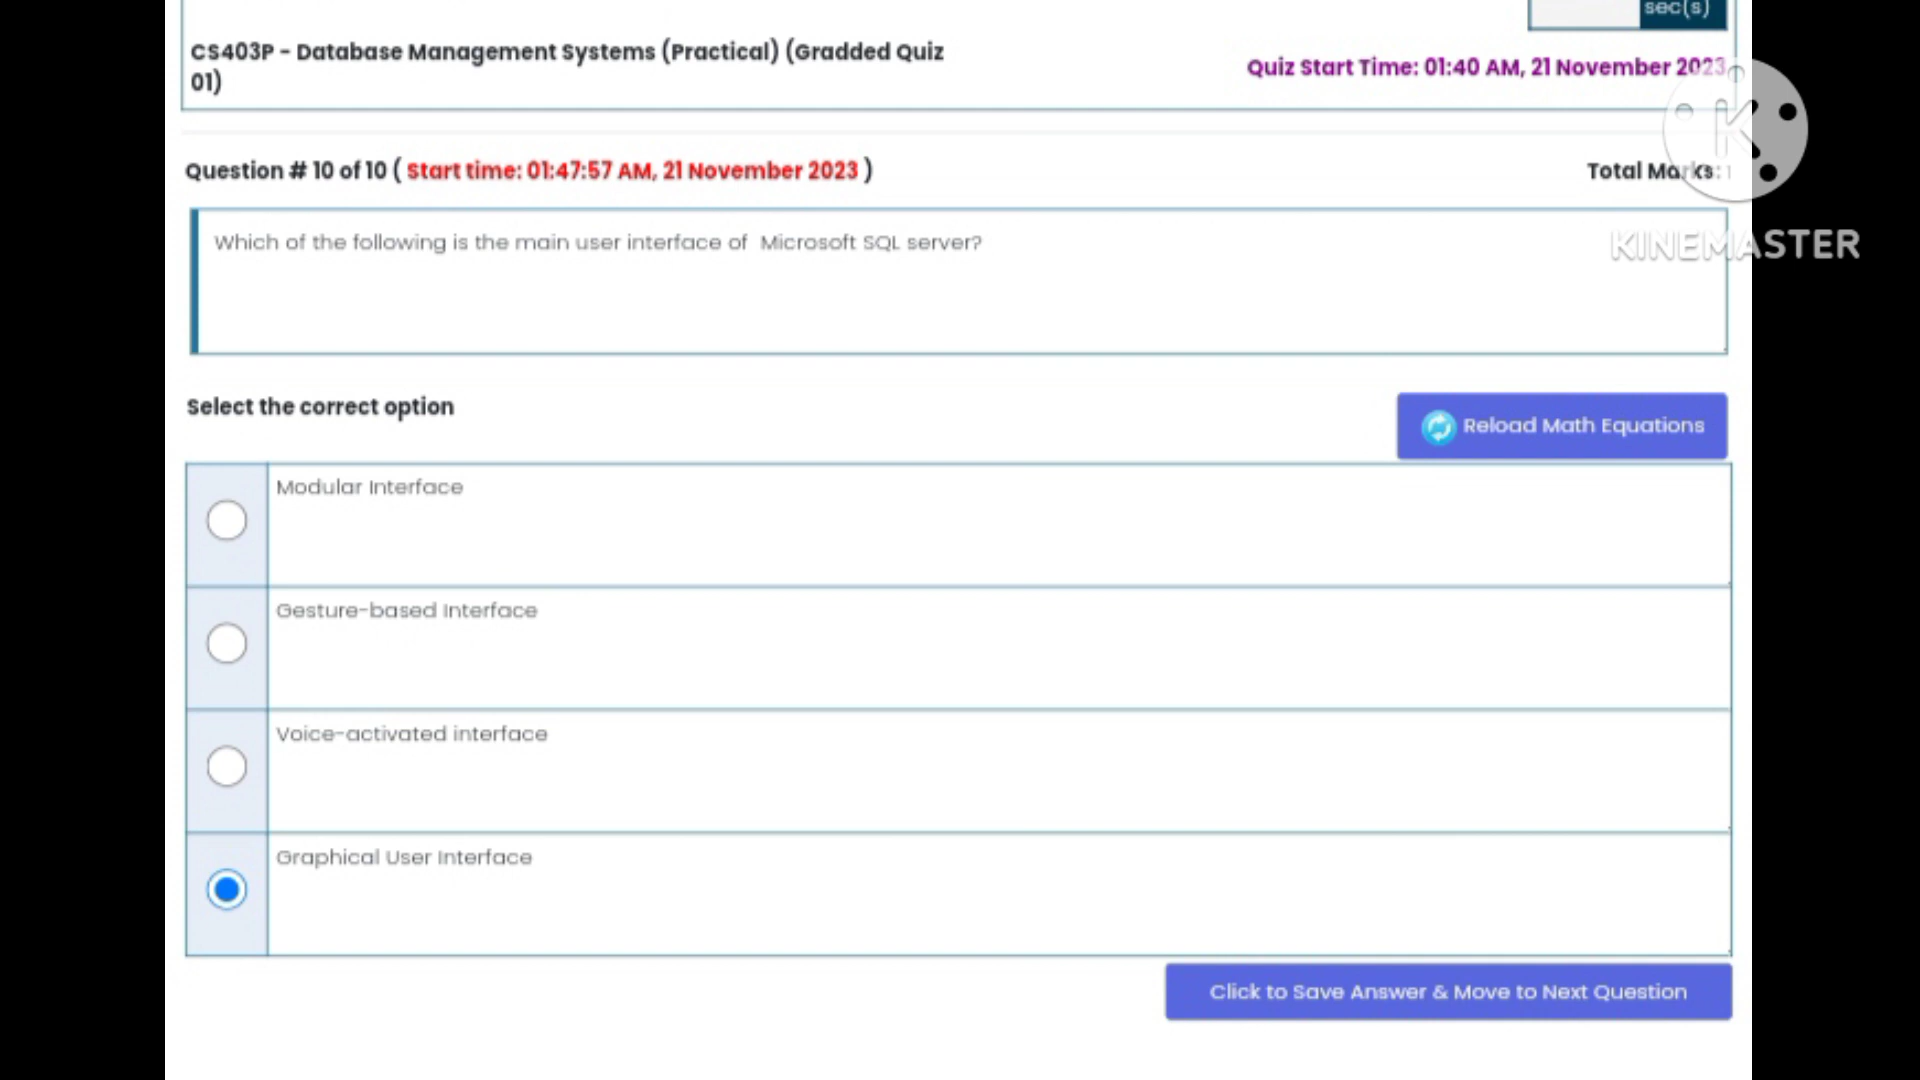 sec(s)
CS403P - Database Management Systems (Practical) (Gradded Quiz
01)
Quiz Start Time: 01:40 AM, 21 November 2023
Question # 10 of 10 ( Start time: 01:47:57 AM, 21 November 2023 )
Total Marks: 1
K
KINEMASTER
Which of the following is the main user interface of Microsoft SQL server?
Select the correct option
Reload Math Equations
Modular Interface
Gesture-based Interface
Voice-activated interface
Graphical User Interface
Click to Save Answer & Move to Next Question